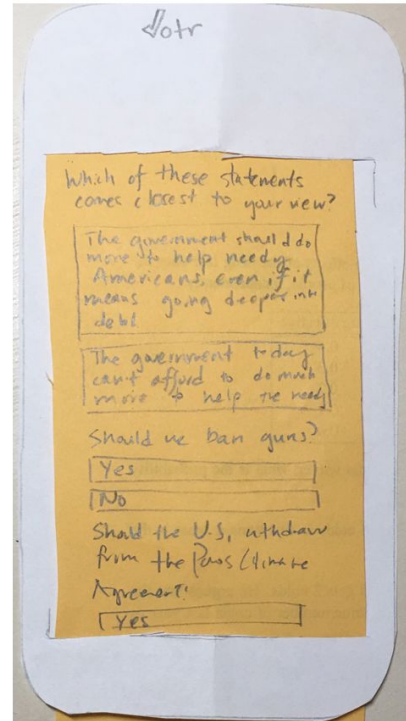 Votr
Which of these statements
comes closest to your view?
The government should do
more to help needy
Americans, even if it
means going deeper into
debt.
The government today
can't afford to do much
more to help the needy
Should we ban guns?
Yes
No
Should the U.S. withdraw
from the Paris Climate
Agreement?
Yes